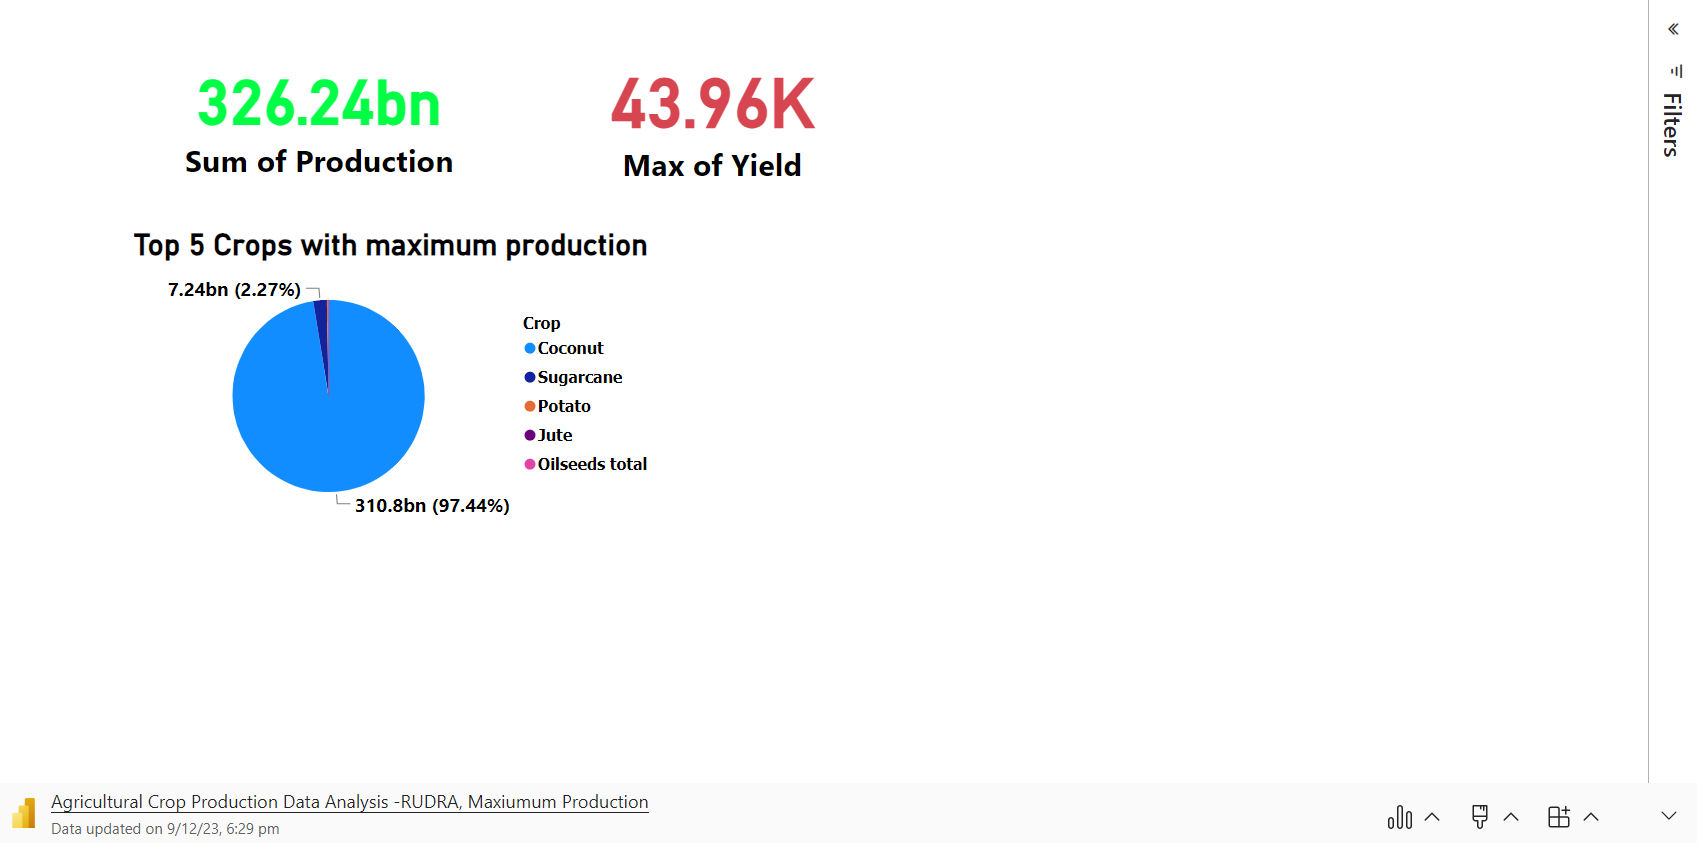 326.24bn
Sum of Production
43.96K
Max of Yield
Filters
Top 5 Crops with maximum production
7.24bn (2.27%)
310.8bn (97.44%)
Crop
Coconut
Sugarcane
Potato
Jute
Oilseeds total
Agricultural Crop Production Data Analysis -RUDRA, Maxiumum Production
Data updated on 9/12/23, 6:29 pm